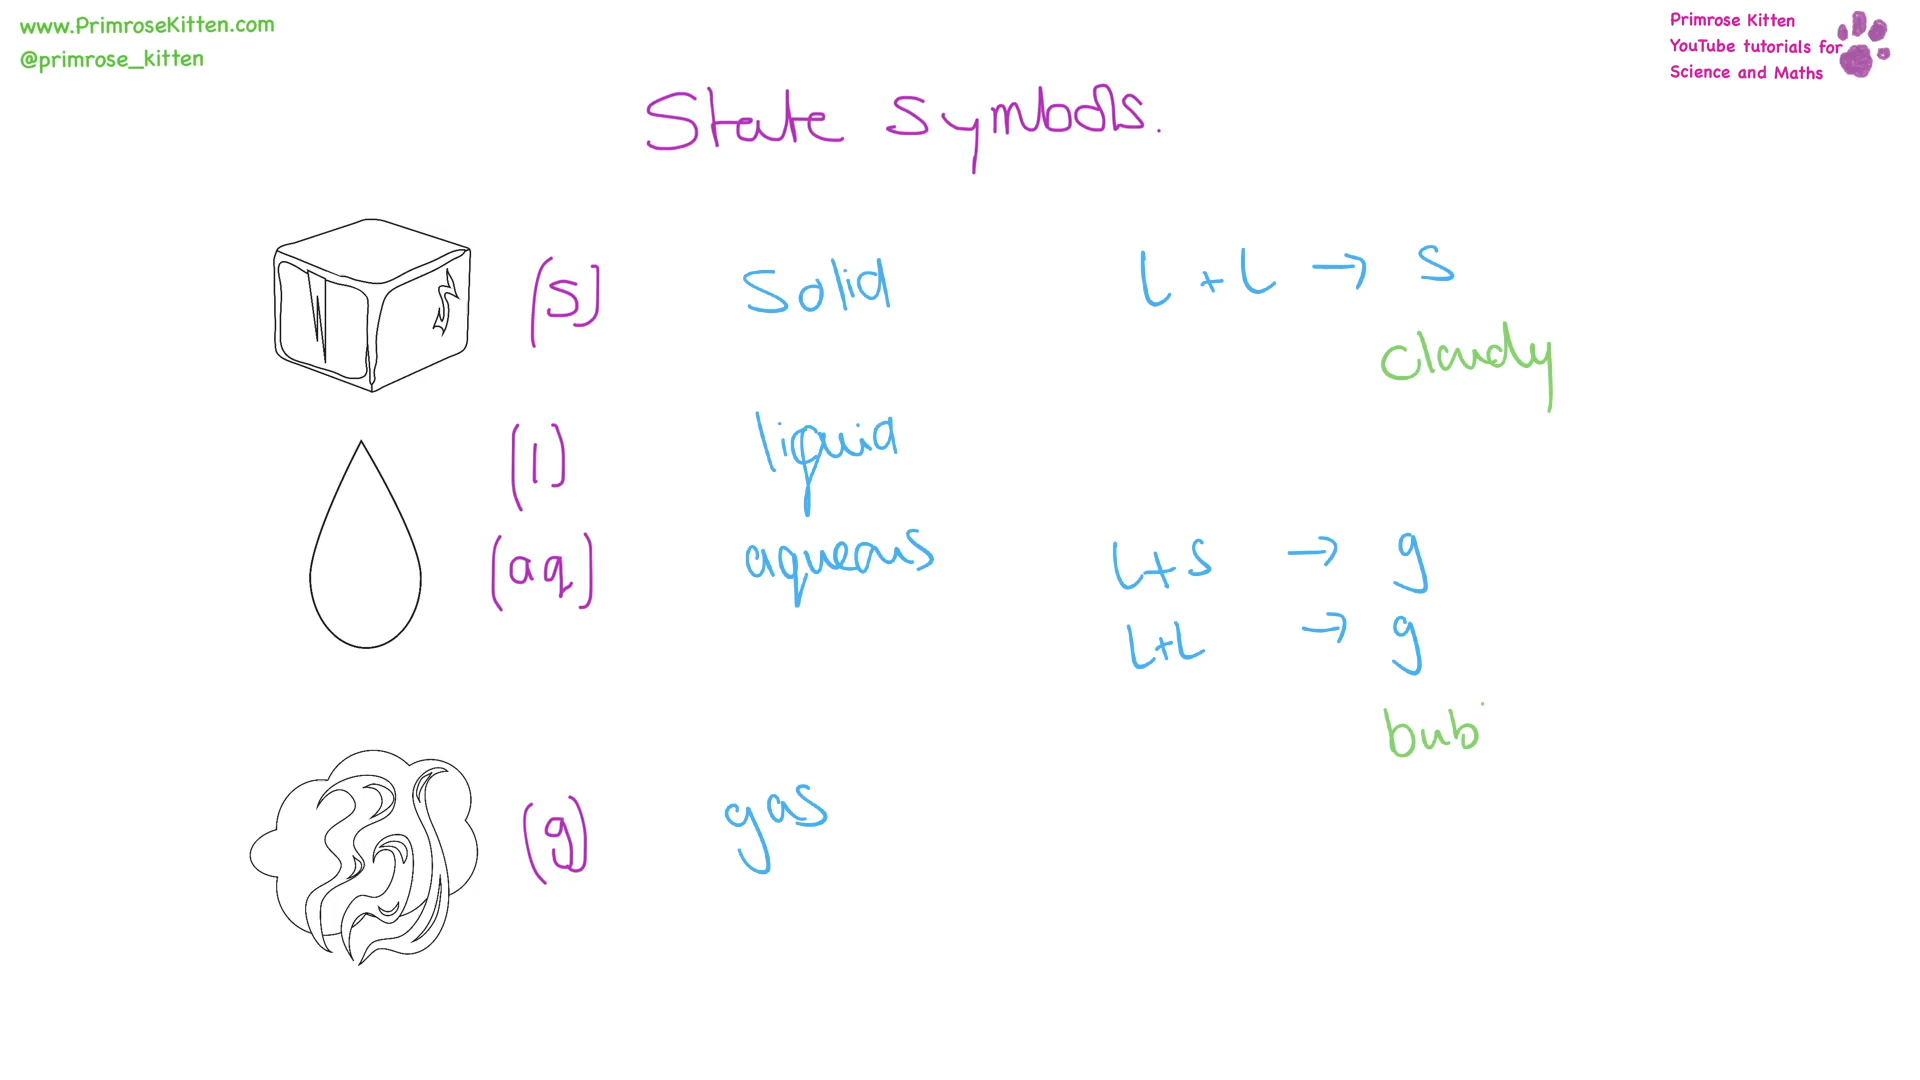 www.PrimroseKitten.com
@primrose_kitten
Primrose Kitten
YouTube tutorials for
Science and Maths
State symbols.
(s) Solid L + L → s
cloudy
(l) liquid
(aq) aqueous L+s → g
L+L → g
bub
(g) gas